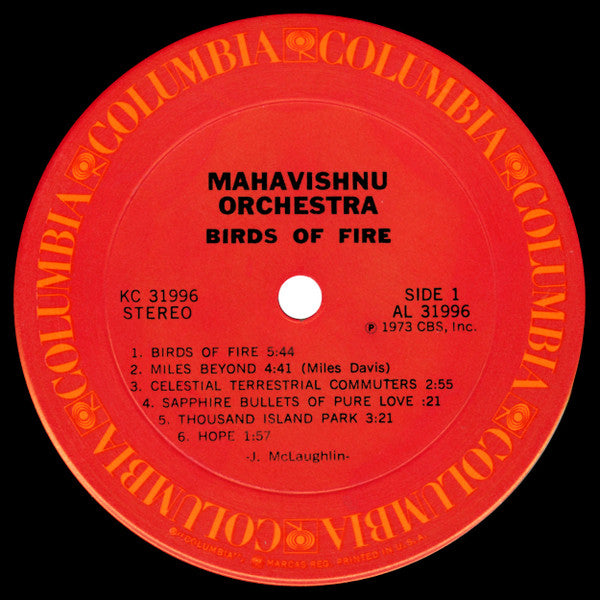 COLUMBIA COLUMBIA COLUMBIA COLUMBIA COLUMBIA COLUMBIA
MAHAVISHNU
ORCHESTRA
BIRDS OF FIRE
KC 31996
STEREO
SIDE 1
AL 31996
Ⓟ 1973 CBS, Inc.
1. BIRDS OF FIRE 5:44
2. MILES BEYOND 4:41 (Miles Davis)
3. CELESTIAL TERRESTRIAL COMMUTERS 2:55
4. SAPPHIRE BULLETS OF PURE LOVE :21
5. THOUSAND ISLAND PARK 3:21
6. HOPE 1:57
-J. McLaughlin-
"COLUMBIA", MARCAS REG. PRINTED IN U.S.A.